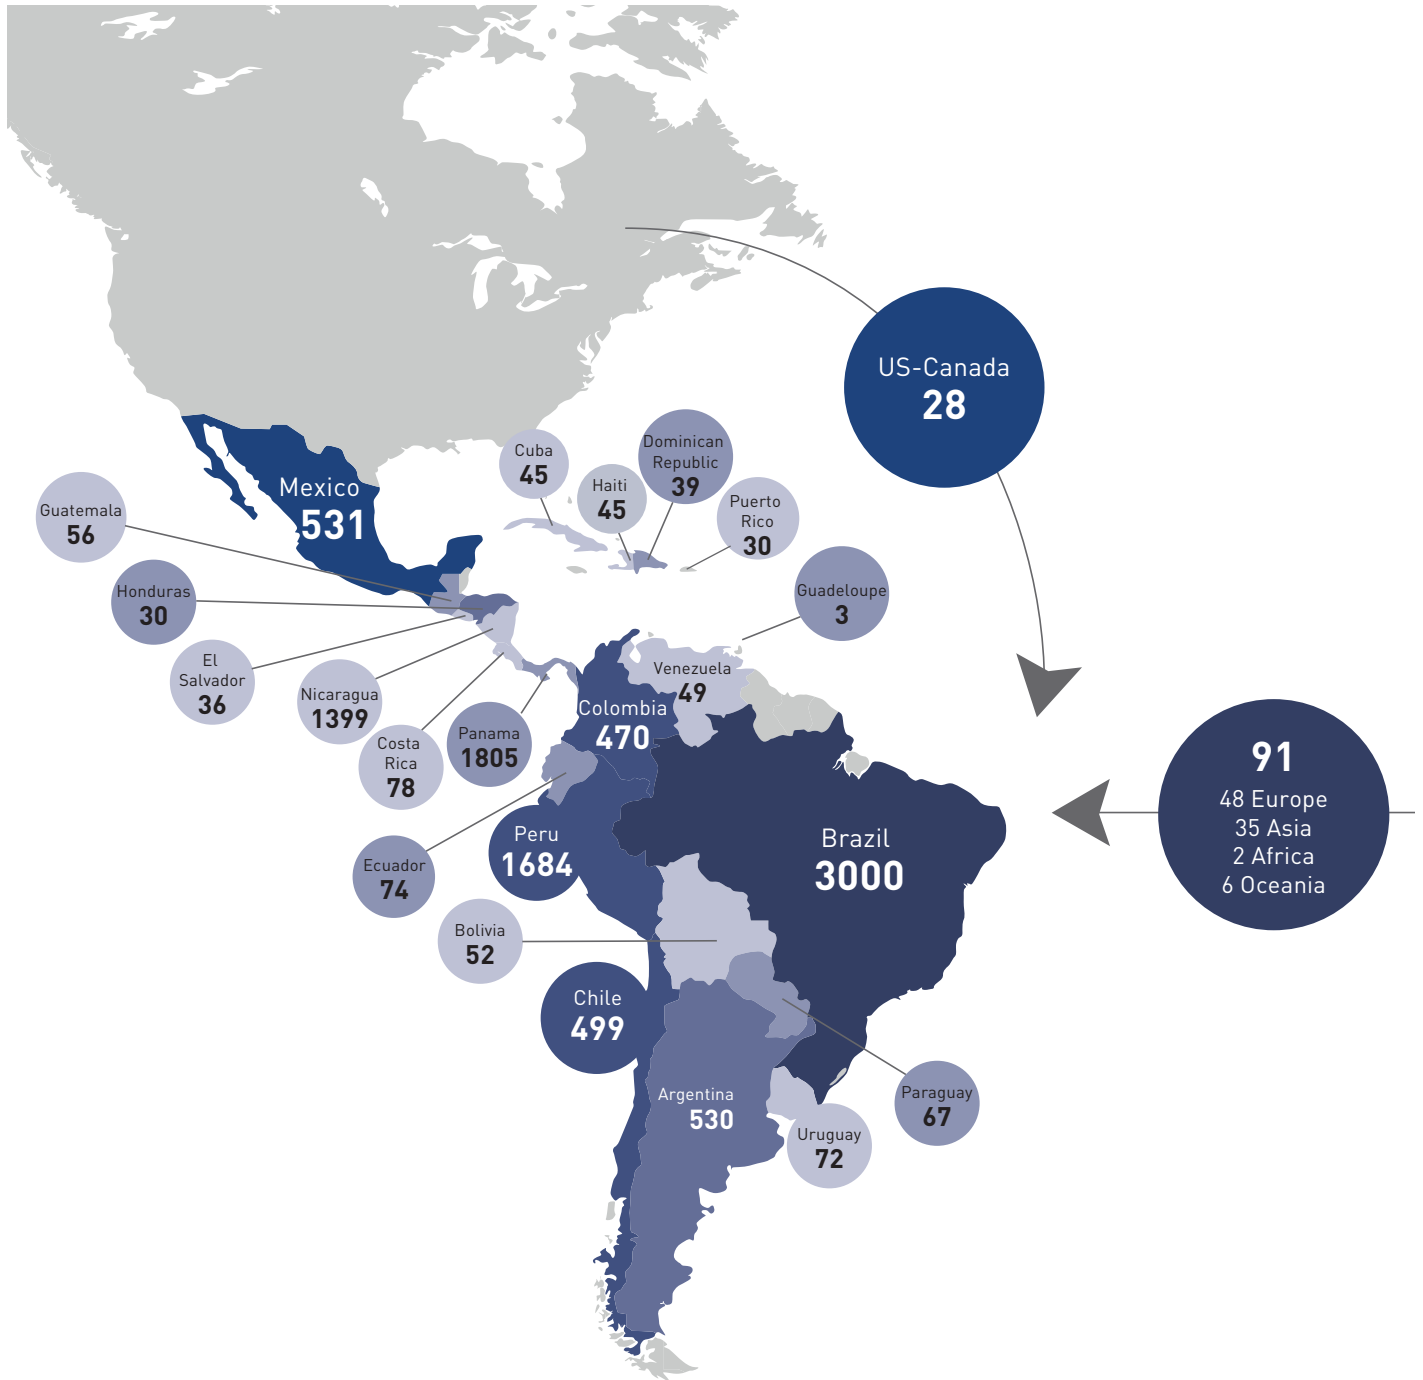 US-Canada
28
Mexico
531
Cuba
45
Haiti
45
Dominican
Republic
39
Puerto
Rico
30
Guatemala
56
Honduras
30
Guadeloupe
3
El
Salvador
36
Nicaragua
1399
Costa
Rica
78
Panama
1805
Venezuela
49
Colombia
470
Ecuador
74
Peru
1684
Brazil
3000
91
48 Europe
35 Asia
2 Africa
6 Oceania
Bolivia
52
Chile
499
Argentina
530
Paraguay
67
Uruguay
72